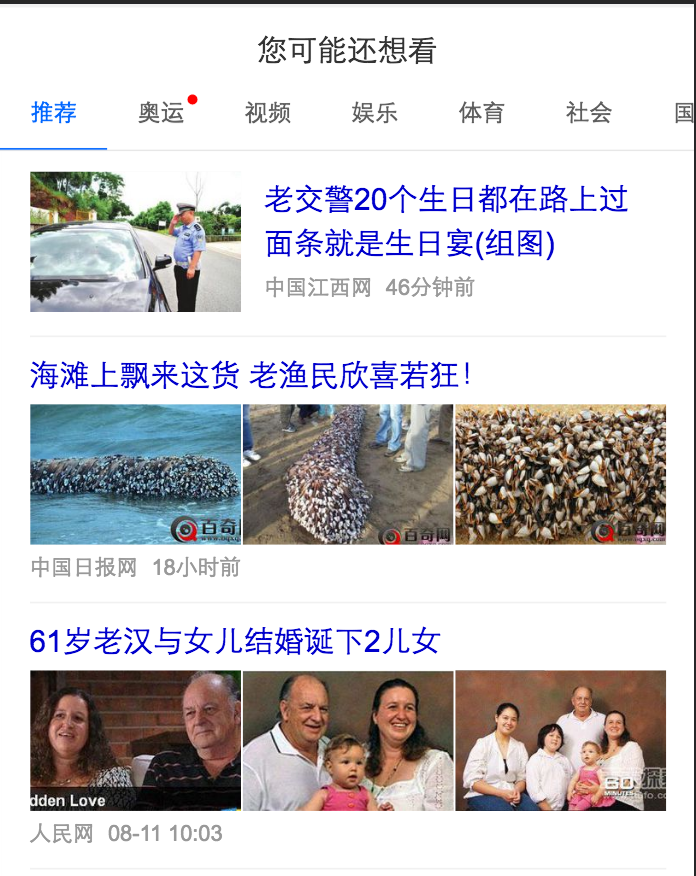 您可能还想看
推荐 奥运 视频 娱乐 体育 社会 国
老交警20个生日都在路上过
面条就是生日宴(组图)
中国江西网 46分钟前
海滩上飘来这货 老渔民欣喜若狂！
百奇
百奇网
百奇网
中国日报网 18小时前
61岁老汉与女儿结婚诞下2儿女
dden Love
60
MINUTES
人民网 08-11 10:03